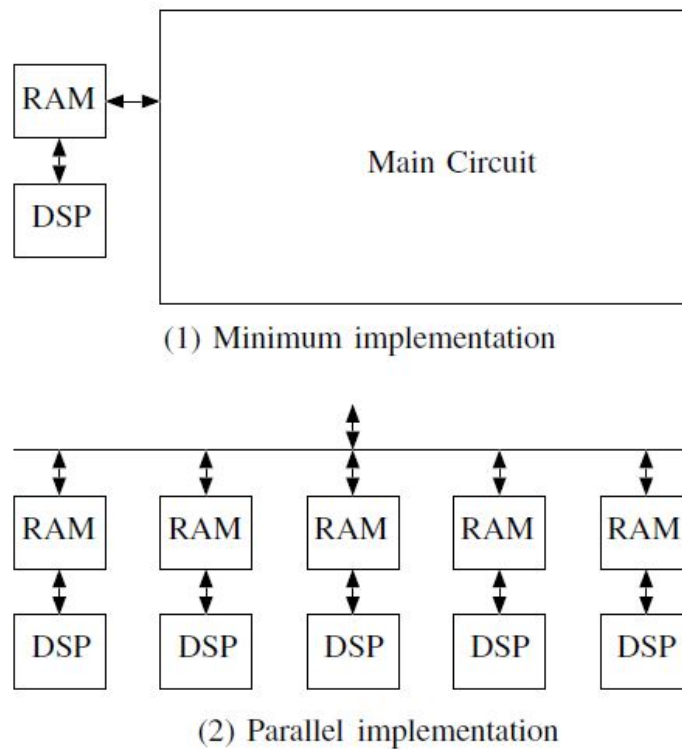 RAM
Main Circuit
DSP
(1) Minimum implementation
RAM RAM RAM RAM RAM
DSP DSP DSP DSP DSP
(2) Parallel implementation